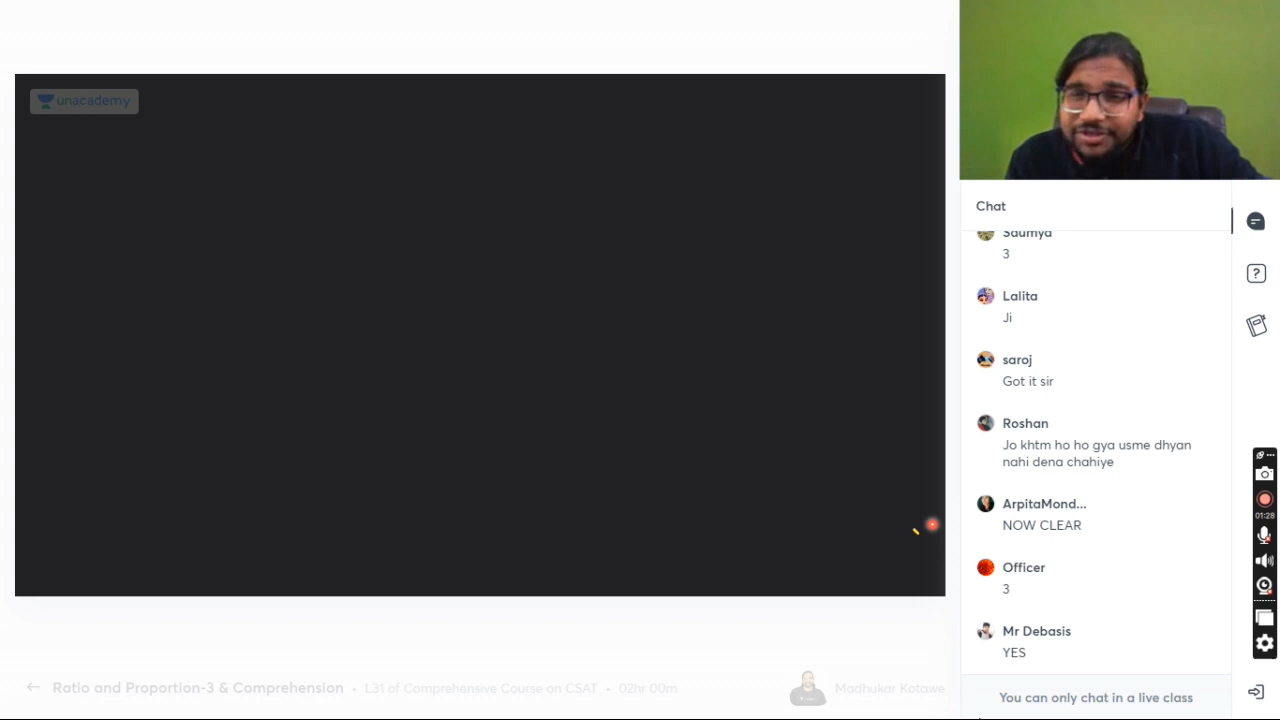 unacademy
Chat
Saumya
3
Lalita
Ji
saroj
Got it sir
Roshan
Jo khtm ho ho gya usme dhyan
nahi dena chahiye
ArpitaMond...
NOW CLEAR
Officer
3
Mr Debasis
YES
01:28
Ratio and Proportion-3 & Comprehension • L31 of Comprehensive Course on CSAT • 02hr 00m
Madhukar Kotawe
You can only chat in a live class